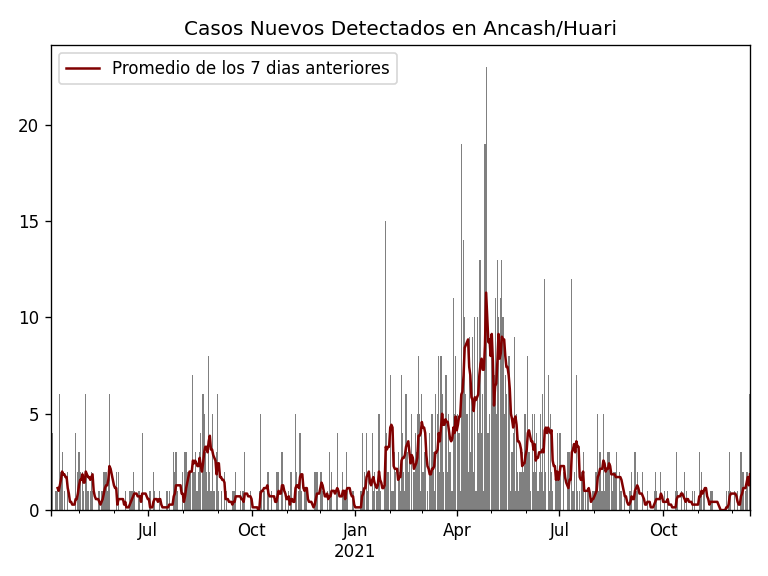 Casos Nuevos Detectados en Ancash/Huari
Promedio de los 7 dias anteriores
20
15
10
5
0
Jul Oct Jan Apr Jul Oct
2021